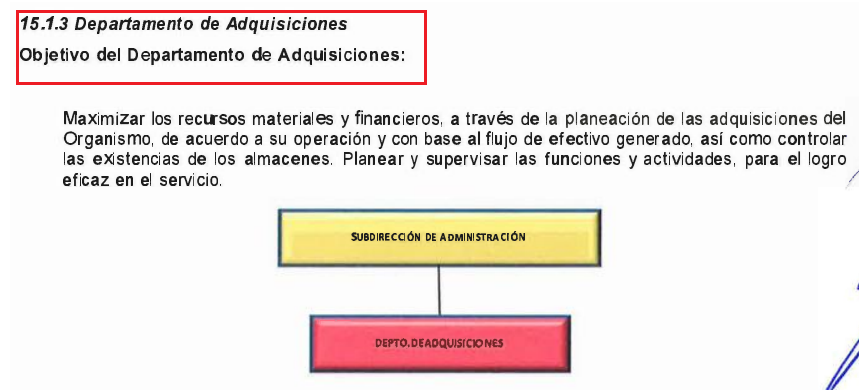 15.1.3 Departamento de Adquisiciones
Objetivo del Departamento de Adquisiciones:
Maximizar los recursos materiales y financieros, a través de la planeación de las adquisiciones del
Organismo, de acuerdo a su operación y con base al flujo de efectivo generado, así como controlar
las existencias de los almacenes. Planear y supervisar las funciones y actividades, para el logro
eficaz en el servicio.
SUBDIRECCIÓN DE ADMINISTRACIÓN
DEPTO.DEADQUISICIONES